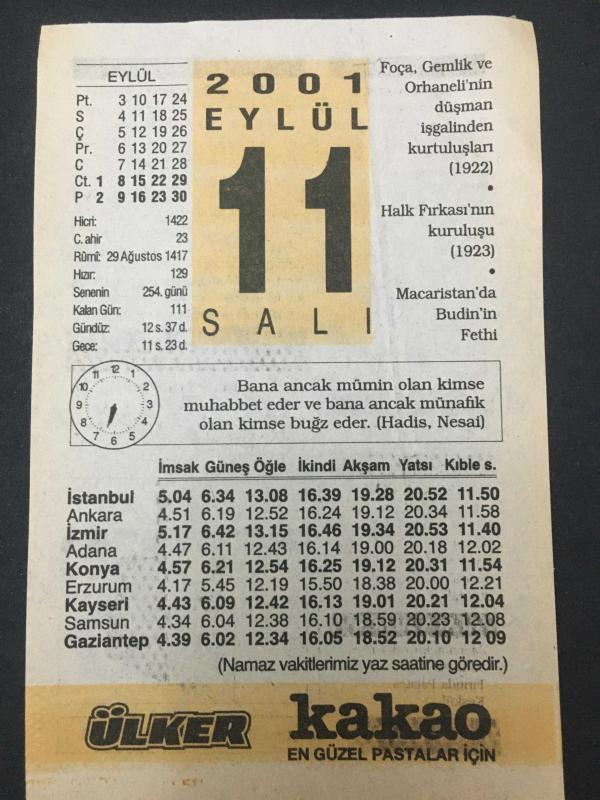 EYLÜL
Pt. 3 10 17 24
S 4 11 18 25
Ç 5 12 19 26
Pr. 6 13 20 27
C 7 14 21 28
Ct. 1 8 15 22 29
P 2 9 16 23 30
Hicri: 1422
C. ahir 23
Rûmî: 29 Ağustos 1417
Hızır: 129
Senenin 254. günü
Kalan Gün: 111
Gündüz: 12 s. 37 d.
Gece: 11 s. 23 d.
2001
EYLÜL
11
SALI
Foça, Gemlik ve
Orhaneli'nin
düşman
işgalinden
kurtuluşları
(1922)
•
Halk Fırkası'nın
kuruluşu
(1923)
•
Macaristan'da
Budin'in
Fethi
12 1 2 3 4 5 6 7 8 9 10 11
Bana ancak mümin olan kimse
muhabbet eder ve bana ancak münafik
olan kimse buğz eder. (Hadis, Nesai)
İmsak Güneş Öğle İkindi Akşam Yatsı Kıble s.
İstanbul 5.04 6.34 13.08 16.39 19.28 20.52 11.50
Ankara 4.51 6.19 12.52 16.24 19.12 20.34 11.58
İzmir 5.17 6.42 13.15 16.46 19.34 20.53 11.40
Adana 4.47 6.11 12.43 16.14 19.00 20.18 12.02
Konya 4.57 6.21 12.54 16.25 19.12 20.31 11.54
Erzurum 4.17 5.45 12.19 15.50 18.38 20.00 12.21
Kayseri 4.43 6.09 12.42 16.13 19.01 20.21 12.04
Samsun 4.34 6.04 12.38 16.10 18.59 20.23 12.08
Gaziantep 4.39 6.02 12.34 16.05 18.52 20.10 12 09
(Namaz vakitlerimiz yaz saatine göredir.)
ÜLKER kakao
EN GÜZEL PASTALAR İÇİN